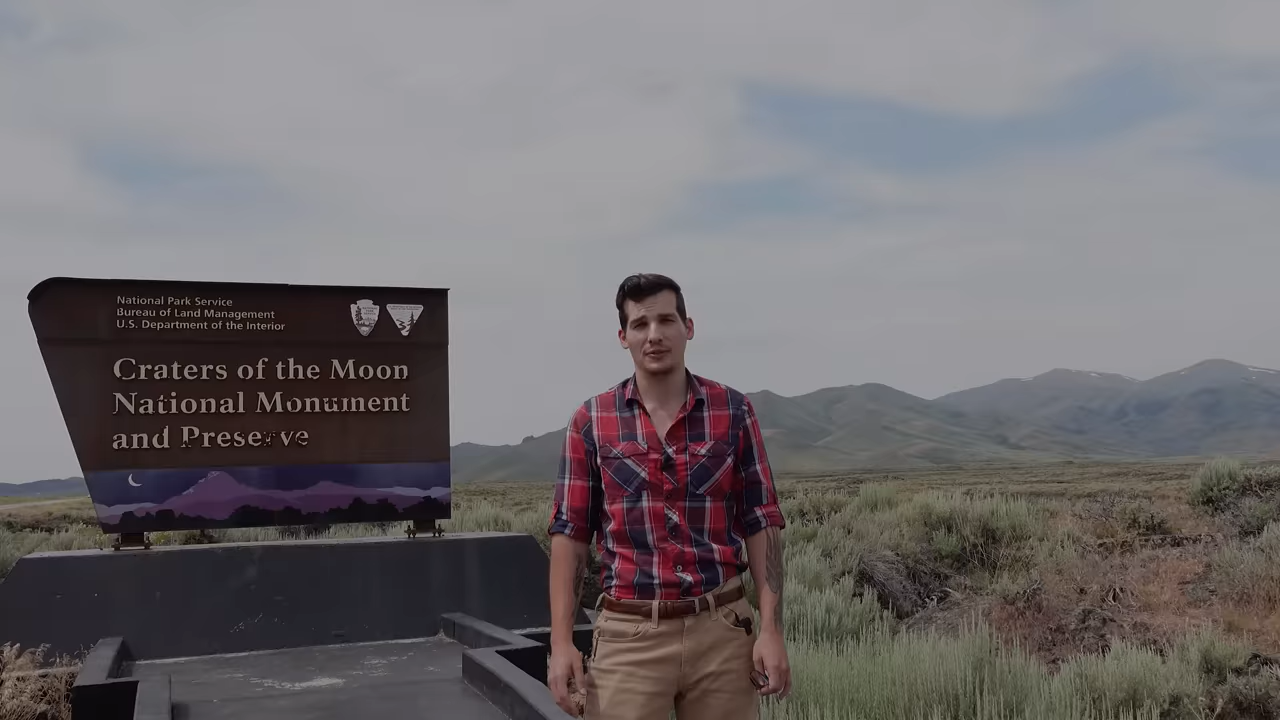 National Park Service
Bureau of Land Management
U.S. Department of the Interior
Craters of the Moon
National Monument
and Preserve